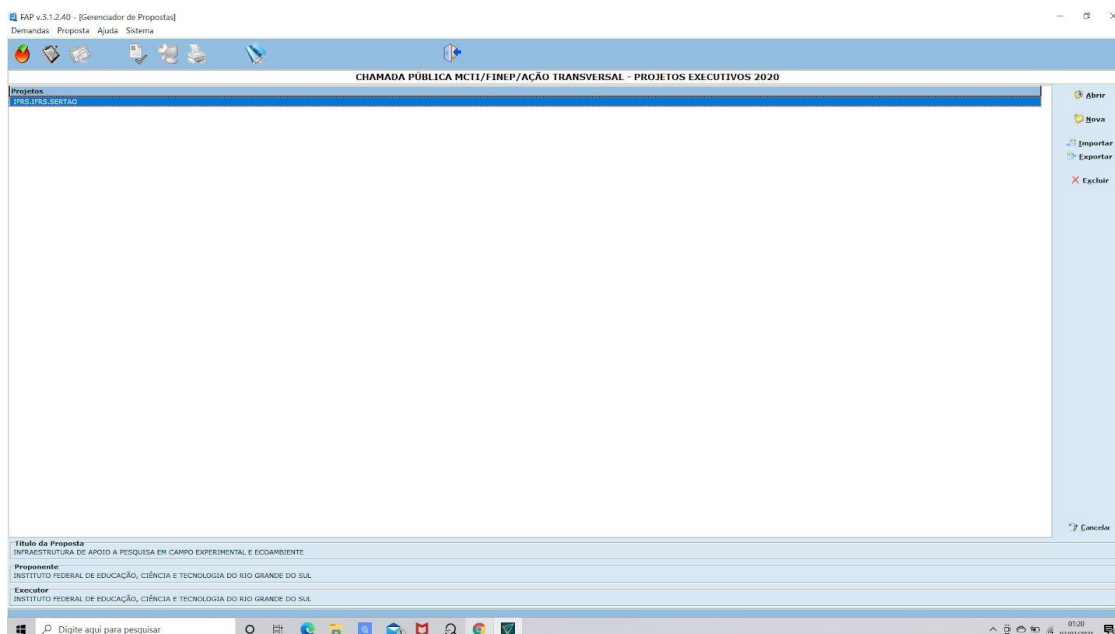 FAP v.3.1.2.40 - [Gerenciador de Propostas]
Demandas Proposta Ajuda Sistema
CHAMADA PÚBLICA MCTI/FINEP/AÇÃO TRANSVERSAL - PROJETOS EXECUTIVOS 2020
Projetos
IFRS.IFRS.SERTAO
Abrir
Nova
Importar
Exportar
Excluir
Cancelar
Título da Proposta
INFRAESTRUTURA DE APOIO A PESQUISA EM CAMPO EXPERIMENTAL E ECOAMBIENTE
Proponente
INSTITUTO FEDERAL DE EDUCAÇÃO, CIÊNCIA E TECNOLOGIA DO RIO GRANDE DO SUL
Executor
INSTITUTO FEDERAL DE EDUCAÇÃO, CIÊNCIA E TECNOLOGIA DO RIO GRANDE DO SUL
Digite aqui para pesquisar
01:20